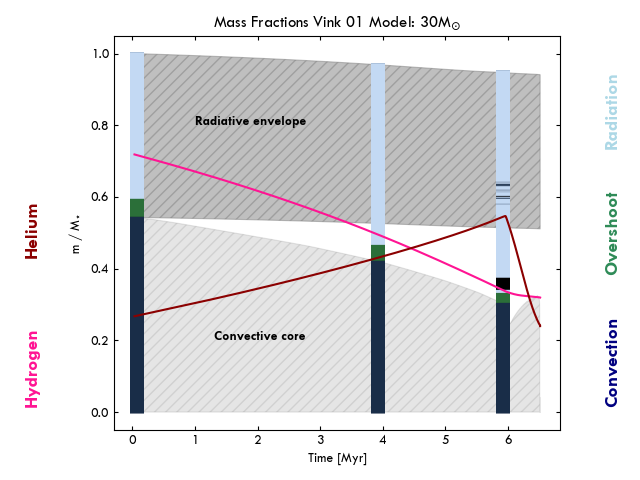 Mass Fractions Vink 01 Model: 30M⊙
Radiative envelope
Convective core
1.0
0.8
0.6
0.4
0.2
0.0
0 1 2 3 4 5 6
Time [Myr]
m / M⋆
Helium
Hydrogen
Radiation
Overshoot
Convection